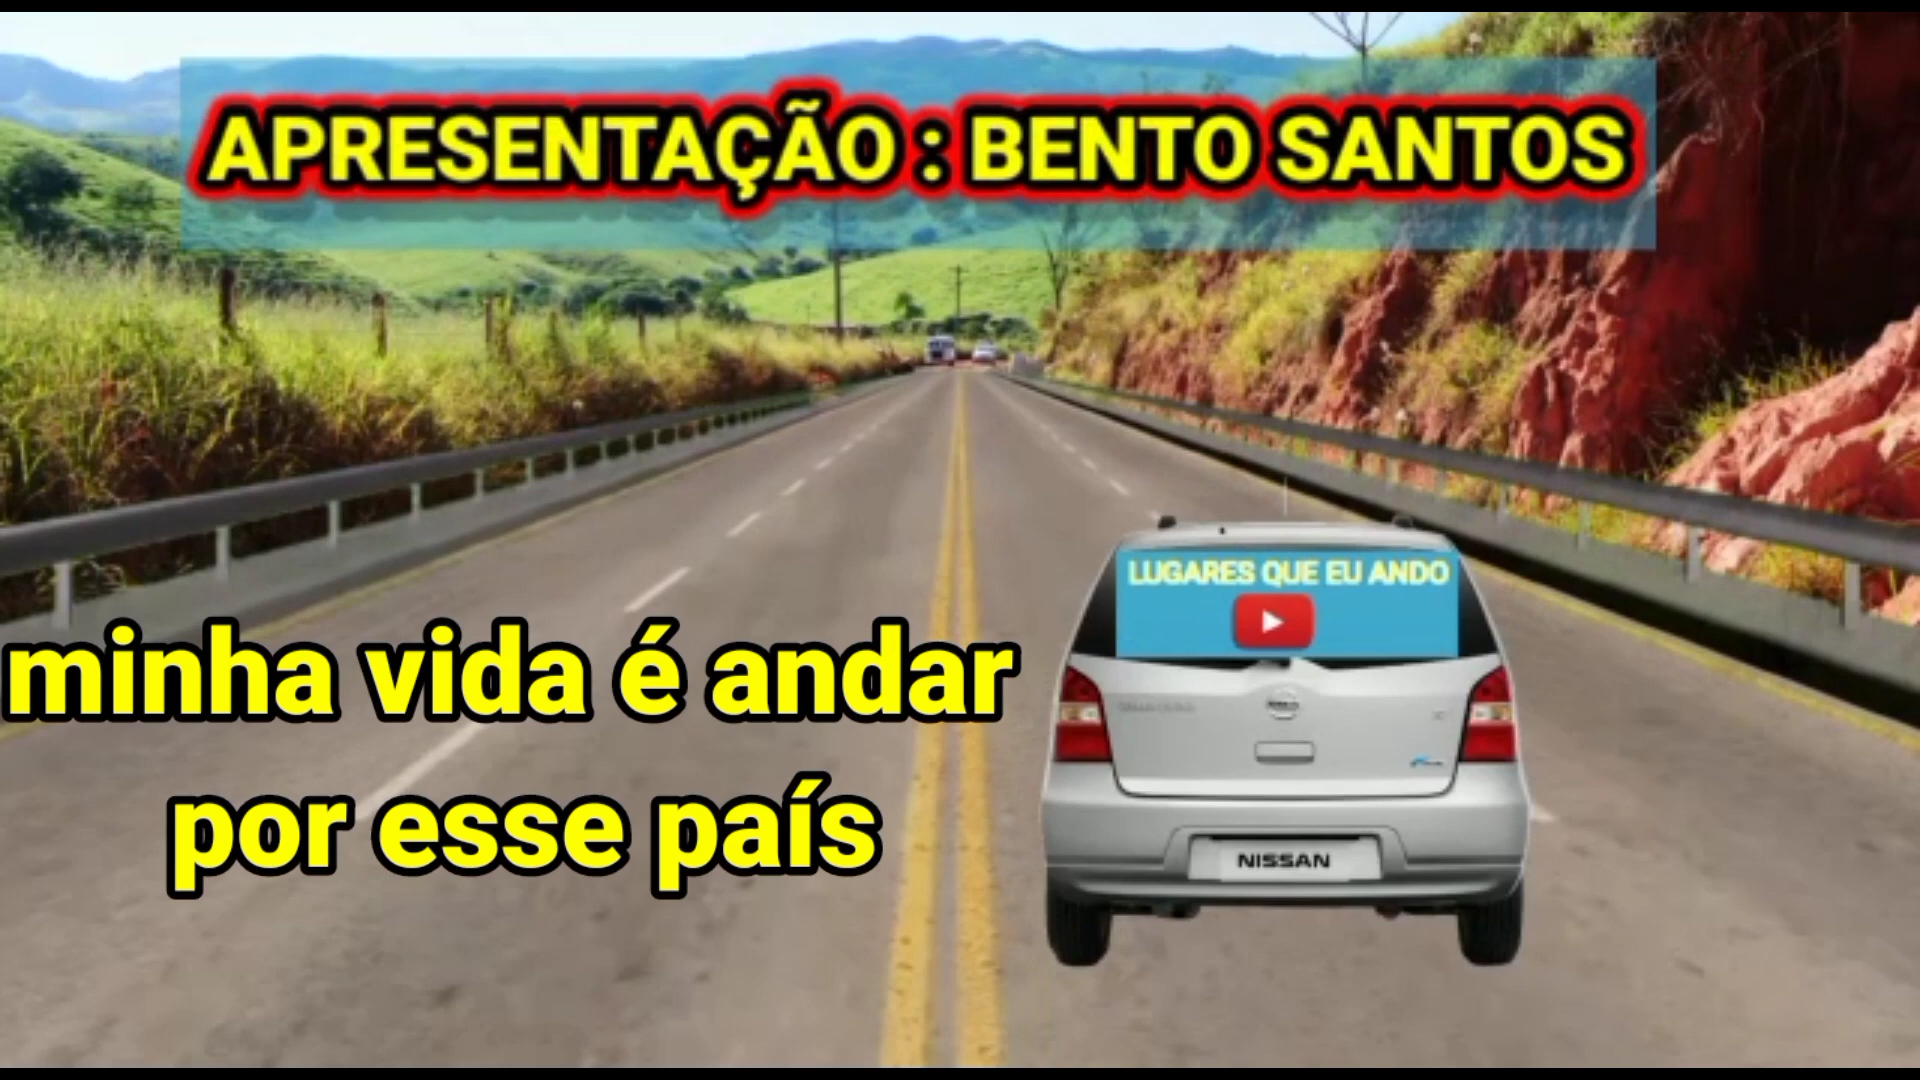 APRESENTAÇÃO : BENTO SANTOS
LUGARES QUE EU ANDO
minha vida é andar
por esse país
NISSAN